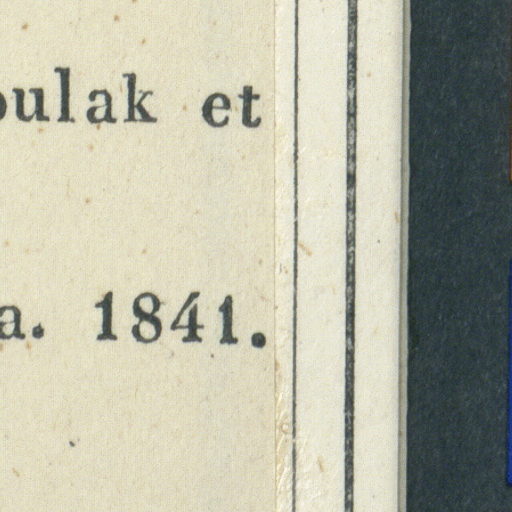 oulak et
a. 1841.